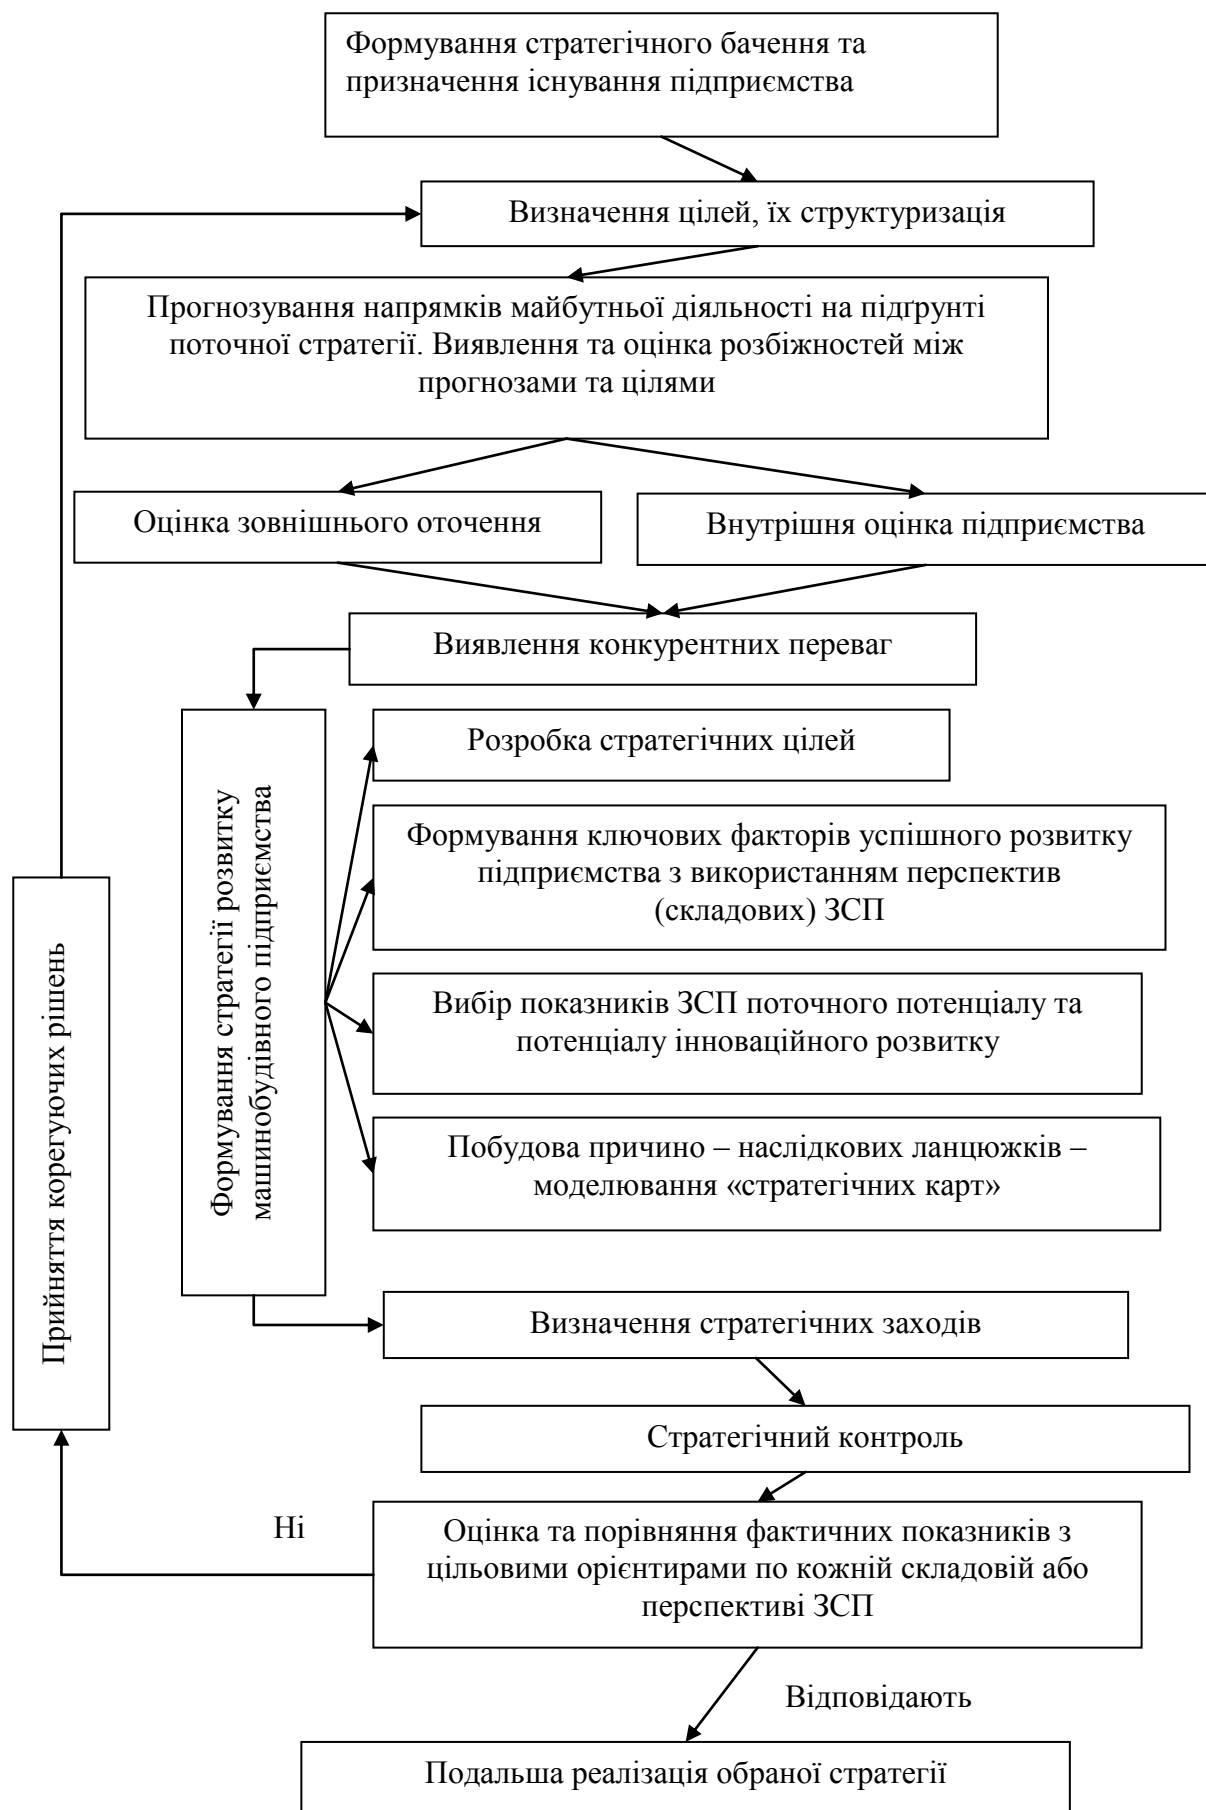 Формування стратегічного бачення та
призначення існування підприємства
Визначення цілей, їх структуризація
Прогнозування напрямків майбутньої діяльності на підґрунті
поточної стратегії. Виявлення та оцінка розбіжностей між
прогнозами та цілями
Оцінка зовнішнього оточення
Внутрішня оцінка підприємства
Виявлення конкурентних переваг
Формування стратегії розвитку
машинобудівного підприємства
Розробка стратегічних цілей
Формування ключових факторів успішного розвитку
підприємства з використанням перспектив
(складових) ЗСП
Вибір показників ЗСП поточного потенціалу та
потенціалу інноваційного розвитку
Побудова причино – наслідкових ланцюжків –
моделювання «стратегічних карт»
Прийняття корегуючих рішень
Визначення стратегічних заходів
Стратегічний контроль
Ні
Оцінка та порівняння фактичних показників з
цільовими орієнтирами по кожній складовій або
перспективі ЗСП
Відповідають
Подальша реалізація обраної стратегії